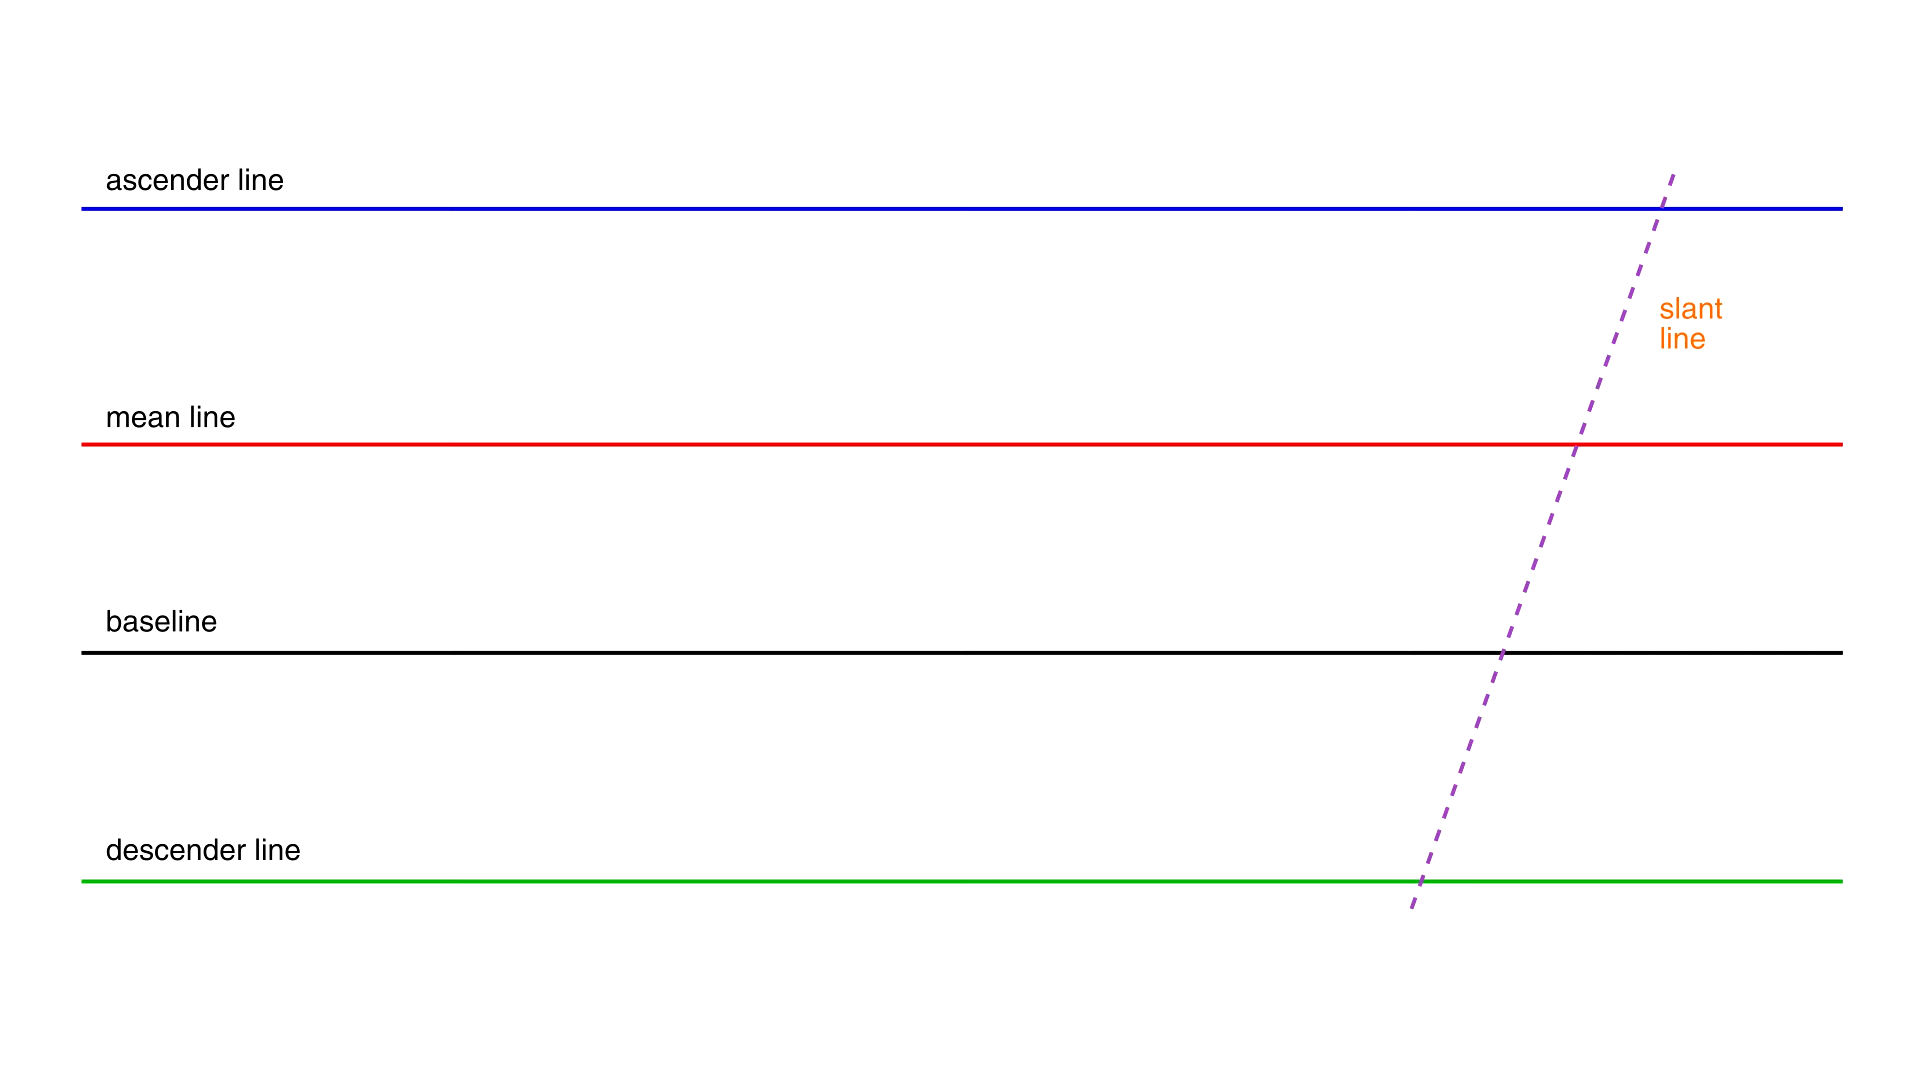 ascender line
slant
line
mean line
baseline
descender line